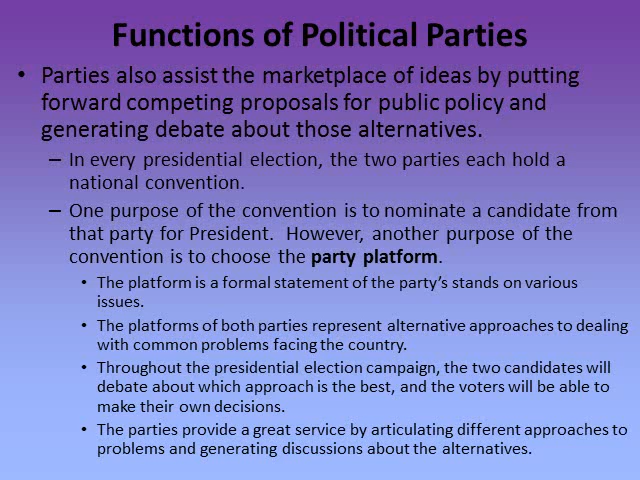 Functions of Political Parties
• Parties also assist the marketplace of ideas by putting
forward competing proposals for public policy and
generating debate about those alternatives.
– In every presidential election, the two parties each hold a
national convention.
– One purpose of the convention is to nominate a candidate from
that party for President.  However, another purpose of the
convention is to choose the party platform.
• The platform is a formal statement of the party’s stands on various
issues.
• The platforms of both parties represent alternative approaches to dealing
with common problems facing the country.
• Throughout the presidential election campaign, the two candidates will
debate about which approach is the best, and the voters will be able to
make their own decisions.
• The parties provide a great service by articulating different approaches to
problems and generating discussions about the alternatives.